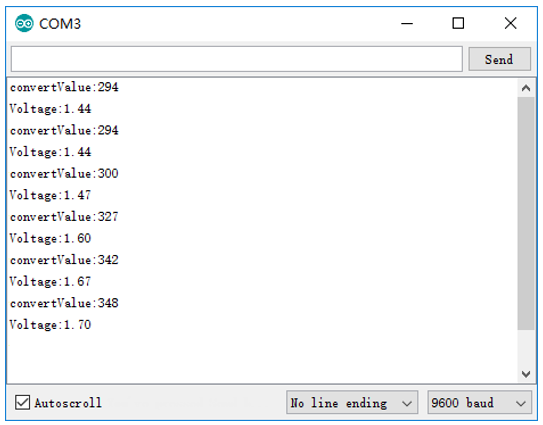 COM3
Send
convertValue:294
Voltage:1.44
convertValue:294
Voltage:1.44
convertValue:300
Voltage:1.47
convertValue:327
Voltage:1.60
convertValue:342
Voltage:1.67
convertValue:348
Voltage:1.70
Autoscroll
No line ending
9600 baud